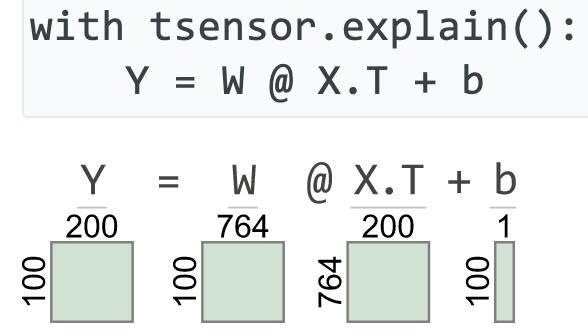 with tsensor.explain():
Y = W @ X.T + b
Y = W @ X.T + b
200 764 200 1
100 100 764 100